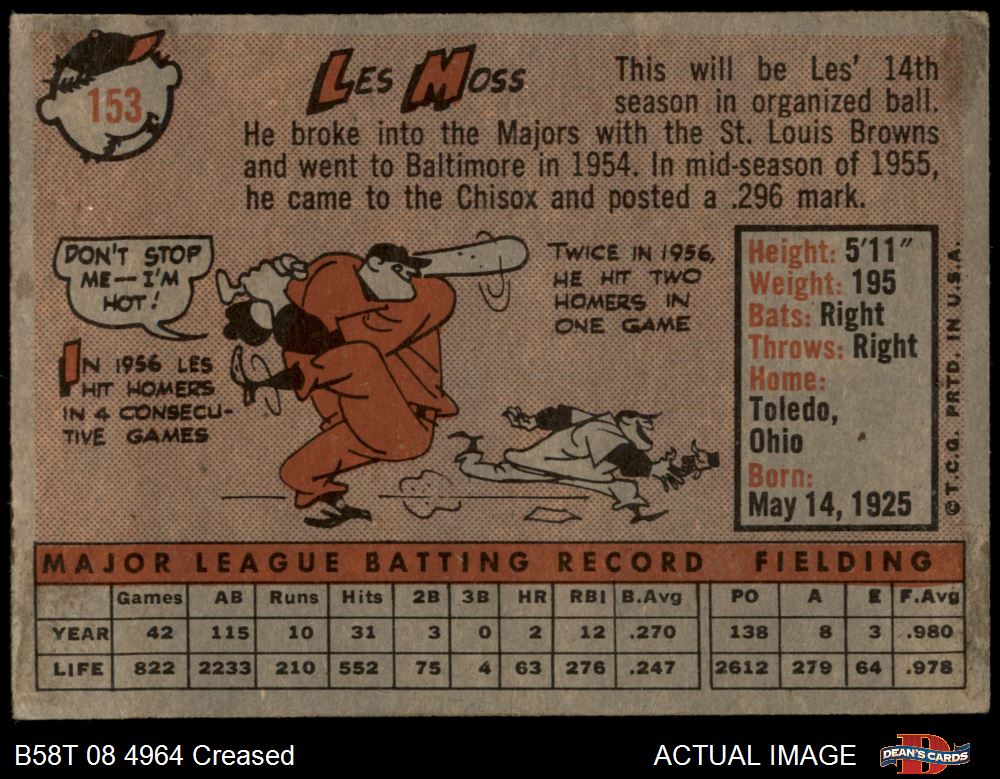 153
LES MOSS
This will be Les' 14th
season in organized ball.
He broke into the Majors with the St. Louis Browns
and went to Baltimore in 1954. In mid-season of 1955,
he came to the Chisox and posted a .296 mark.
DON'T STOP
ME—I'M
HOT!
IN 1956 LES
HIT HOMERS
IN 4 CONSECU-
TIVE GAMES
TWICE IN 1956,
HE HIT TWO
HOMERS IN
ONE GAME
Height: 5'11"
Weight: 195
Bats: Right
Throws: Right
Home:
Toledo,
Ohio
Born:
May 14, 1925
© T.C.G. PRTD. IN U.S.A.
MAJOR LEAGUE BATTING RECORD FIELDING
Games AB Runs Hits 2B 3B HR RBI B.Avg PO A E F.Avg
YEAR 42 115 10 31 3 0 2 12 .270 138 8 3 .980
LIFE 822 2233 210 552 75 4 63 276 .247 2612 279 64 .978
B58T 08 4964 Creased ACTUAL IMAGE DEAN'S CARDS